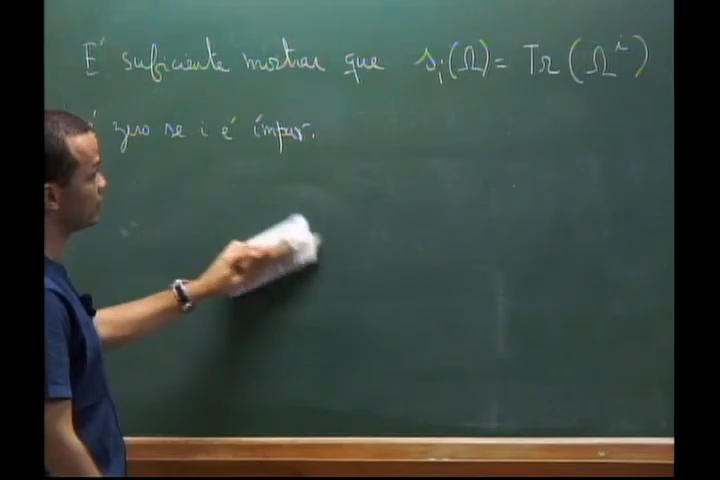 É suficiente mostrar que s_i(Ω) = Tr(Ω^i)
é zero se i é ímpar.